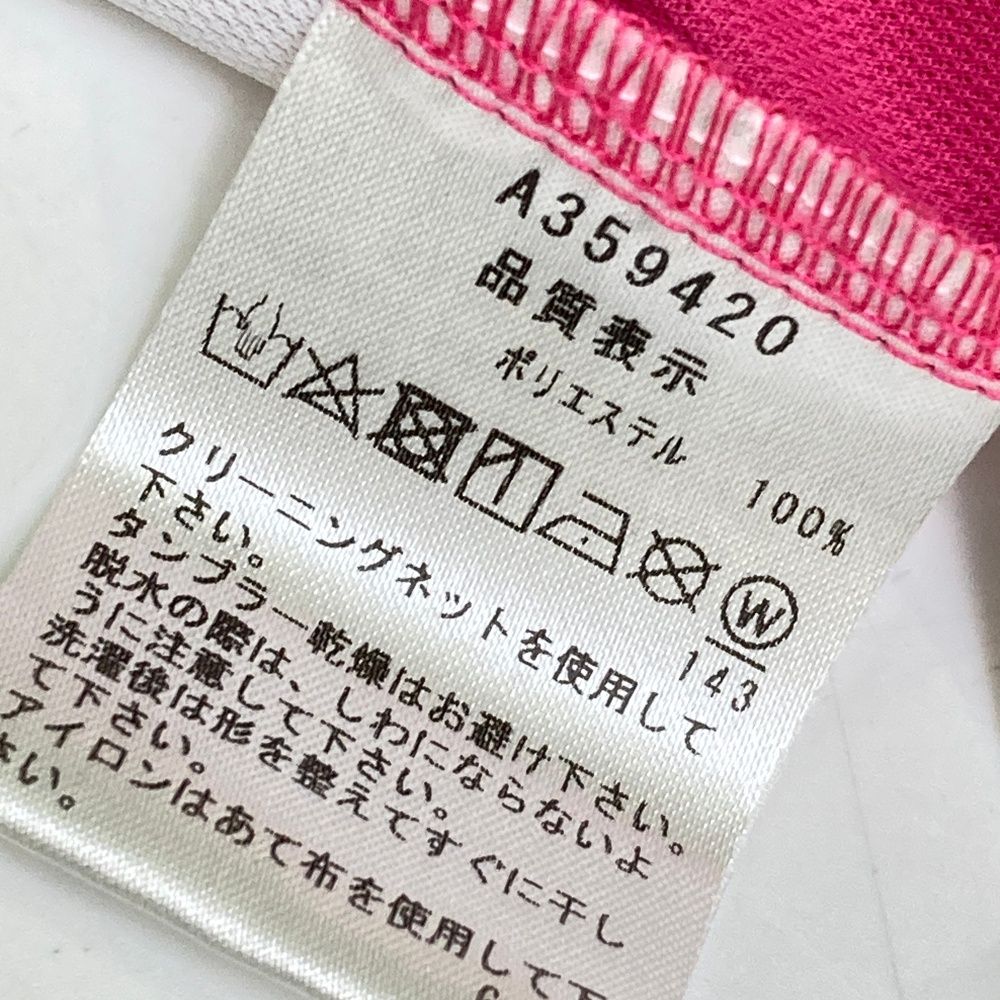 A359420
品質表示
ポリエステル 100%
W
143
クリーニングネットを使用して
下さい。
タンブラー乾燥はお避け下さい。
脱水の際は、しわにならないよ
うに注意して下さい。
洗濯後は形を整えてすぐに干し
て下さい。
アイロンはあて布を使用して下
さい。